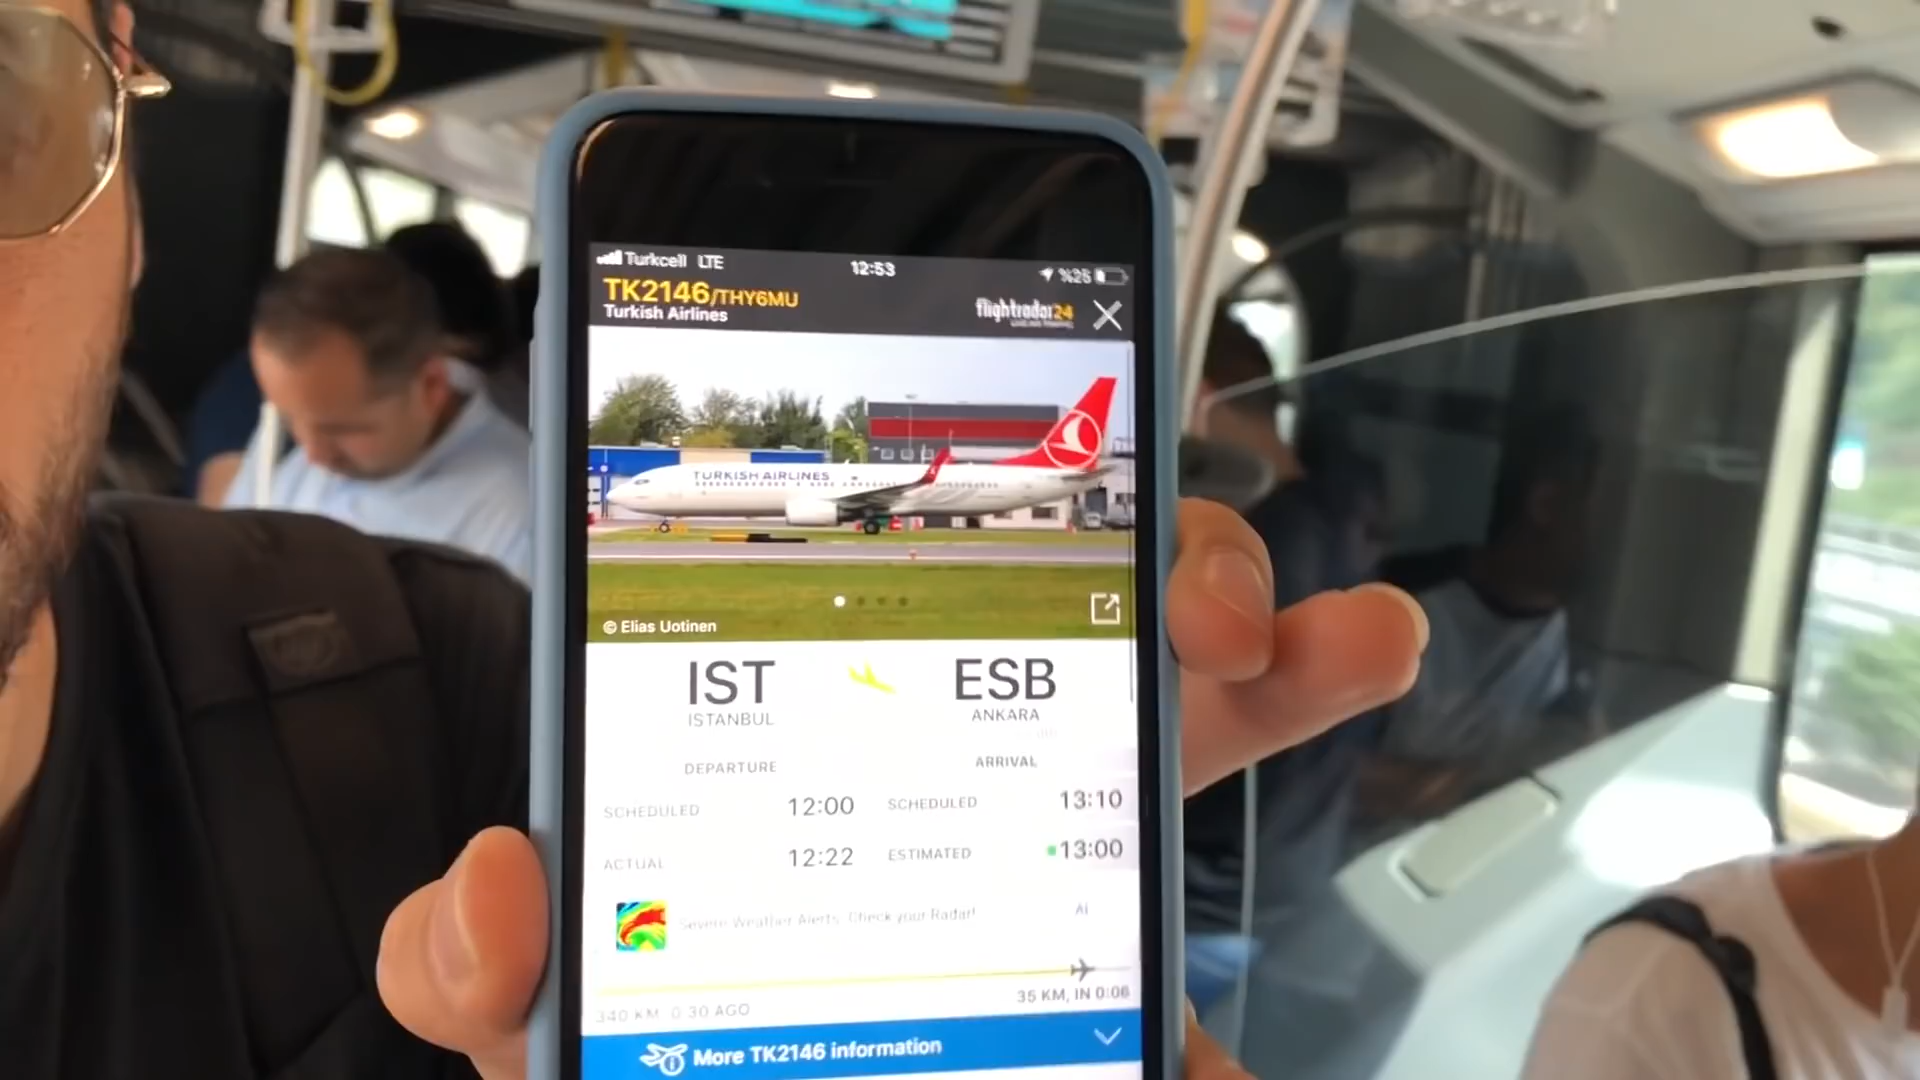 Turkcell LTE 12:53 %25
TK2146/THY6MU
Turkish Airlines
flightradar24
TURKISH AIRLINES
© Elias Uotinen
IST ESB
ISTANBUL ANKARA
DEPARTURE ARRIVAL
SCHEDULED 12:00 SCHEDULED 13:10
ACTUAL 12:22 ESTIMATED 13:00
Severe Weather Alerts. Check your Radar!
340 KM, 0:30 AGO 35 KM, IN 0:06
More TK2146 information